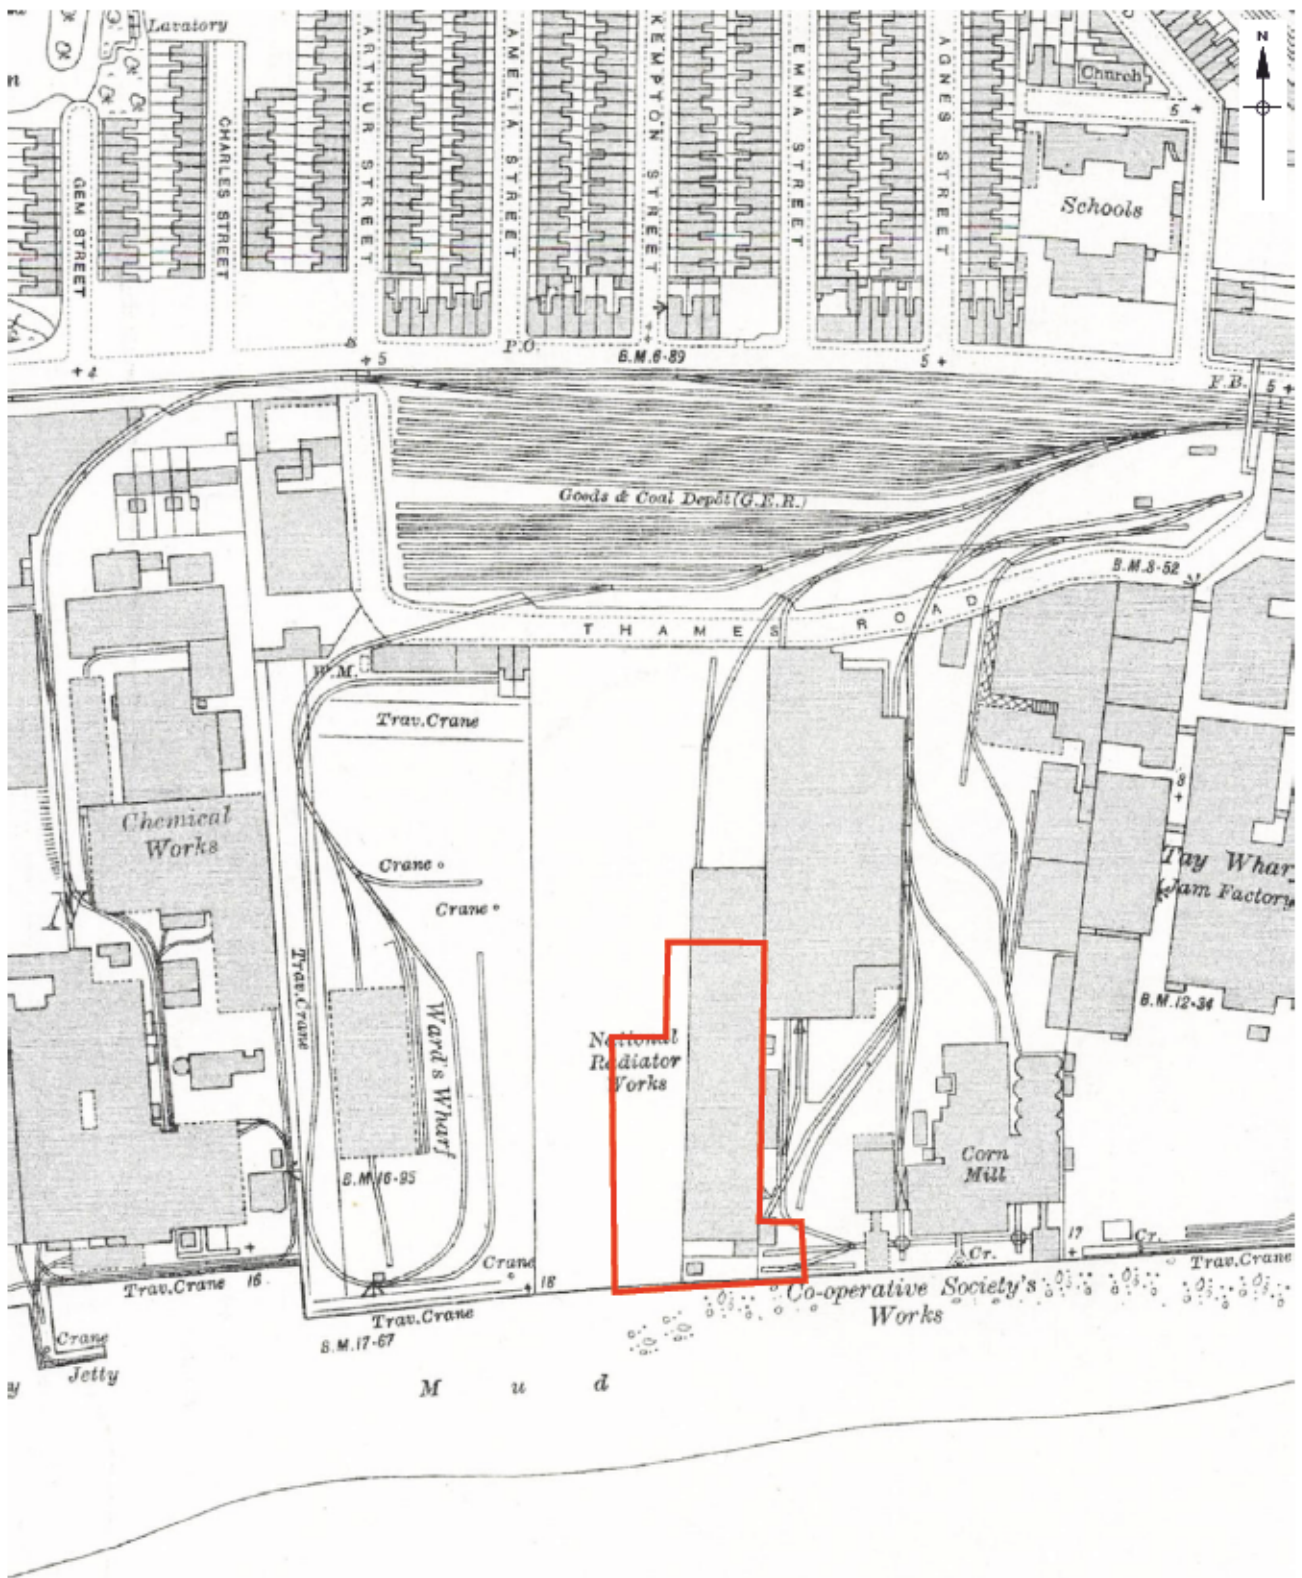 Lavatory
N
Church
5
ARTHUR STREET
AMELIA STREET
KEMPTON STREET
EMMA STREET
AGNES STREET
CHARLES STREET
GEM STREET
Schools
P.O.
B.M.6·89
+4
+5
5+
F.B.
5+
Goods & Coal Depôt (G.E.R.)
B.M.8·52
THAMES ROAD
W.M.
Trav. Crane
Chemical
Works
Crane
Crane
8
+
Tay Whar
Jam Factory
Trav. Crane
Ward's Wharf
B.M.12·34
National
Radiator
Works
Corn
Mill
B.M.16·95
Crane
18
Cr.
17
+
Cr.
Trav. Crane
Trav. Crane
16
+
Trav. Crane
Co-operative Society's
Works
B.M.17·67
Crane
Jetty
y
Mud